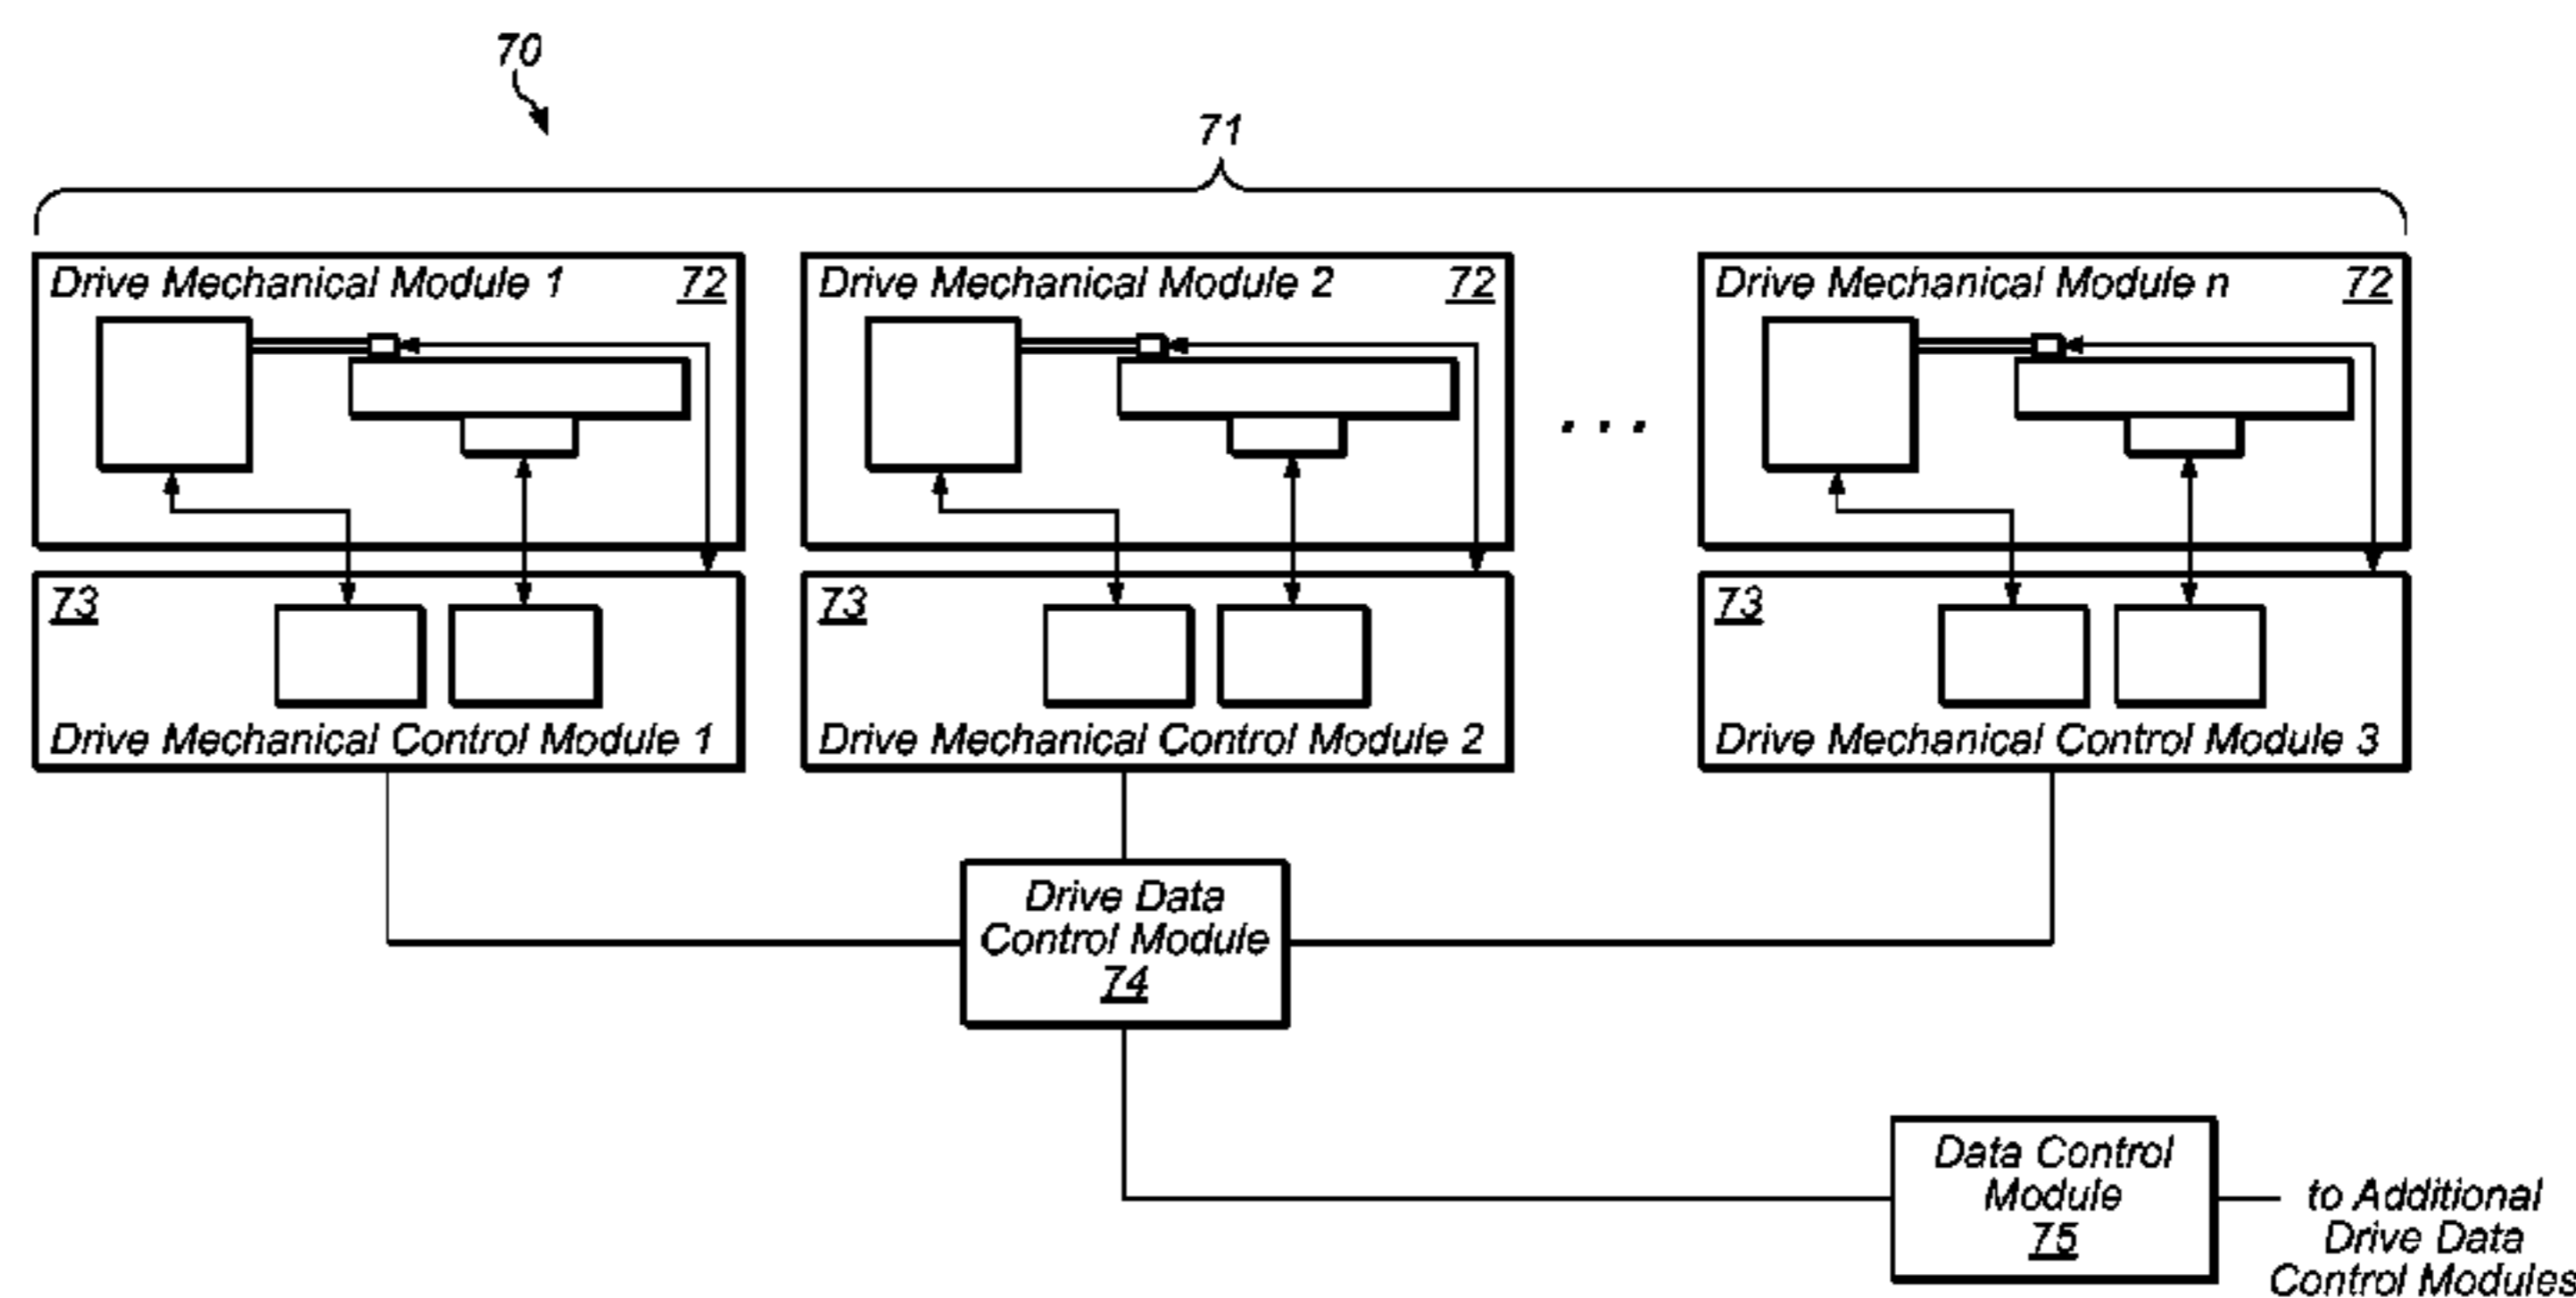 70
71
Drive Mechanical Module 1 72
Drive Mechanical Module 2 72
Drive Mechanical Module n 72
. . .
73
Drive Mechanical Control Module 1
73
Drive Mechanical Control Module 2
73
Drive Mechanical Control Module 3
Drive Data
Control Module
74
Data Control
Module
75
to Additional
Drive Data
Control Modules